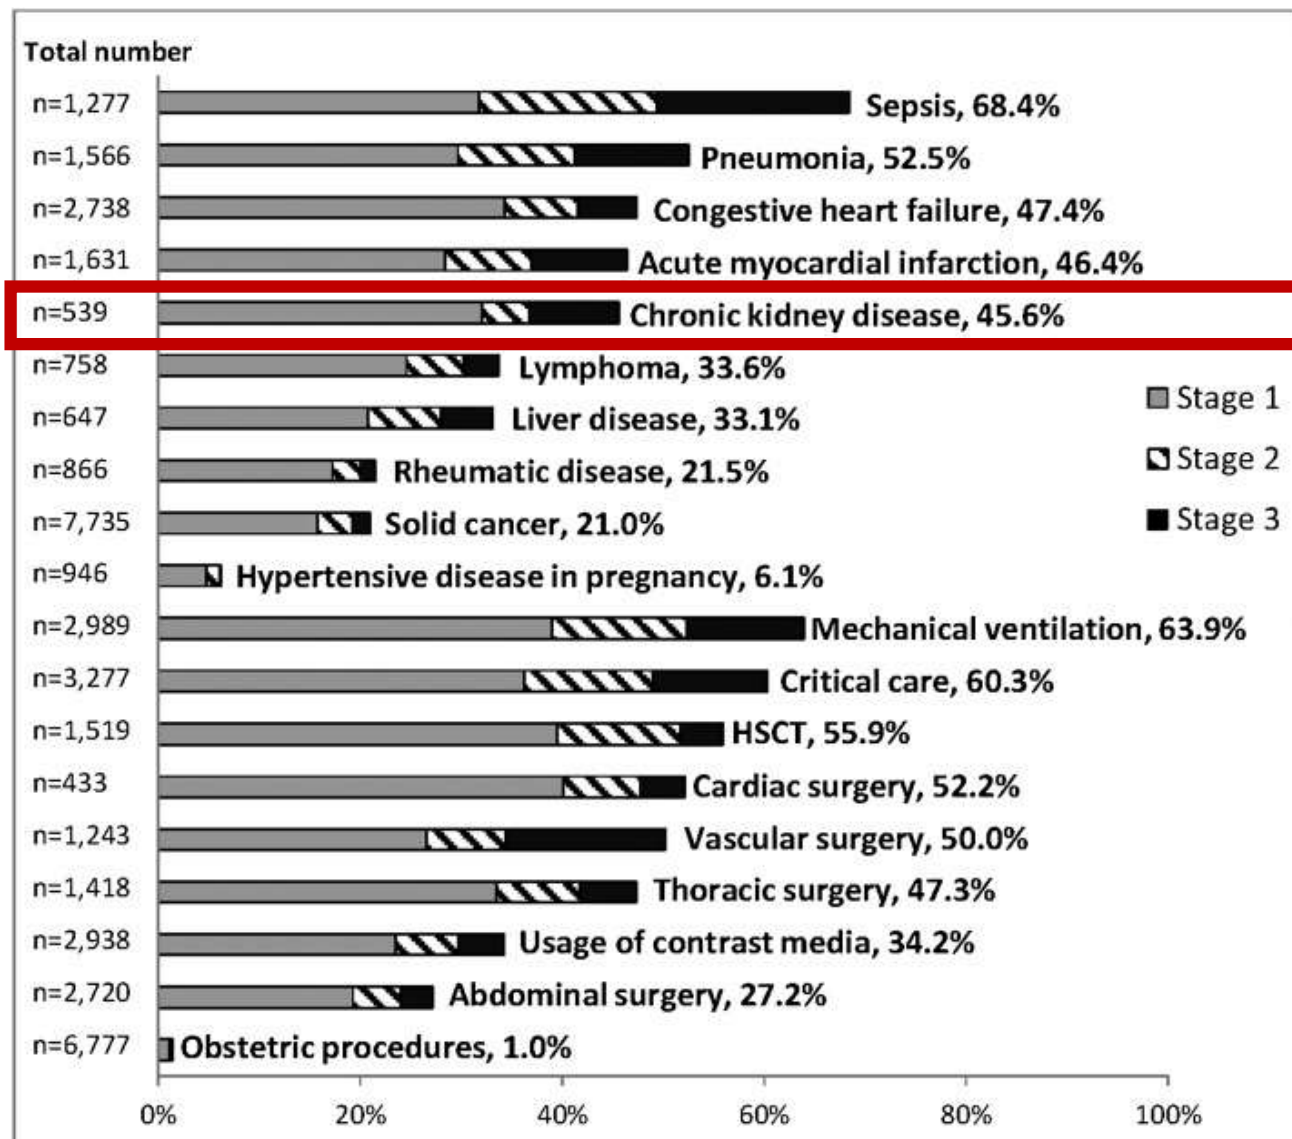 Total number
n=1,277 Sepsis, 68.4%
n=1,566 Pneumonia, 52.5%
n=2,738 Congestive heart failure, 47.4%
n=1,631 Acute myocardial infarction, 46.4%
n=539 Chronic kidney disease, 45.6%
n=758 Lymphoma, 33.6%
n=647 Liver disease, 33.1%
n=866 Rheumatic disease, 21.5%
n=7,735 Solid cancer, 21.0%
n=946 Hypertensive disease in pregnancy, 6.1%
n=2,989 Mechanical ventilation, 63.9%
n=3,277 Critical care, 60.3%
n=1,519 HSCT, 55.9%
n=433 Cardiac surgery, 52.2%
n=1,243 Vascular surgery, 50.0%
n=1,418 Thoracic surgery, 47.3%
n=2,938 Usage of contrast media, 34.2%
n=2,720 Abdominal surgery, 27.2%
n=6,777 Obstetric procedures, 1.0%
Stage 1
Stage 2
Stage 3
0% 20% 40% 60% 80% 100%